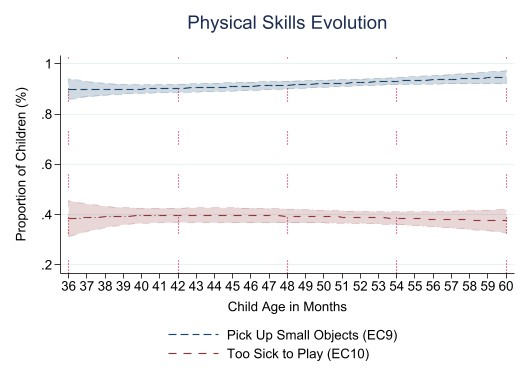 Physical Skills Evolution
Proportion of Children (%)
1
.8
.6
.4
.2
36 37 38 39 40 41 42 43 44 45 46 47 48 49 50 51 52 53 54 55 56 57 58 59 60
Child Age in Months
Pick Up Small Objects (EC9)
Too Sick to Play (EC10)